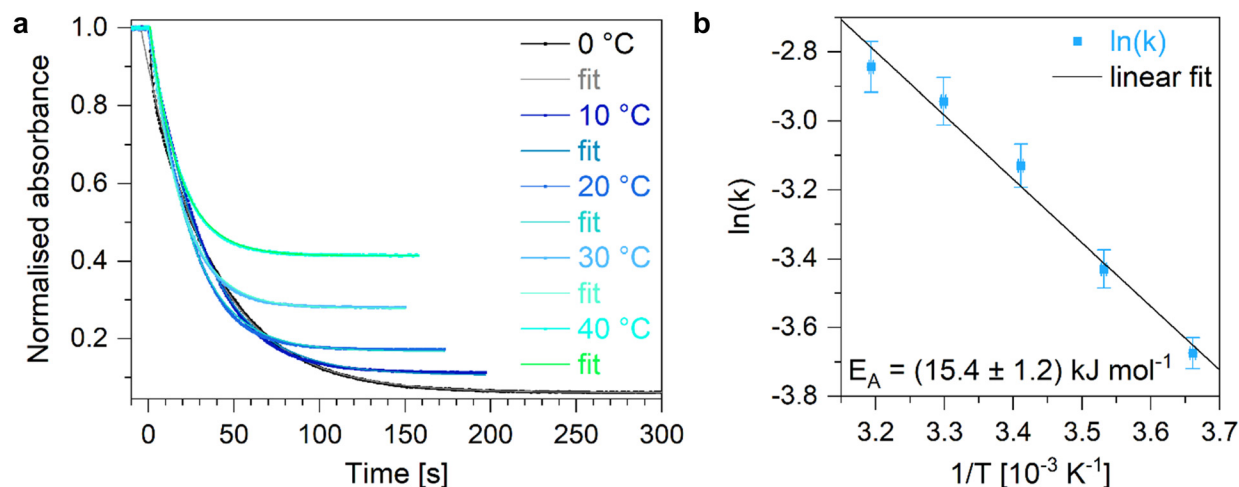 a
1.0
0.8
0.6
0.4
0.2
Normalised absorbance
0 50 100 150 200 250 300
Time [s]
0 °C
fit
10 °C
fit
20 °C
fit
30 °C
fit
40 °C
fit
b
-2.8
-3.0
-3.2
-3.4
-3.6
-3.8
ln(k)
3.2 3.3 3.4 3.5 3.6 3.7
1/T [10⁻³ K⁻¹]
ln(k)
linear fit
E_A = (15.4 ± 1.2) kJ mol⁻¹